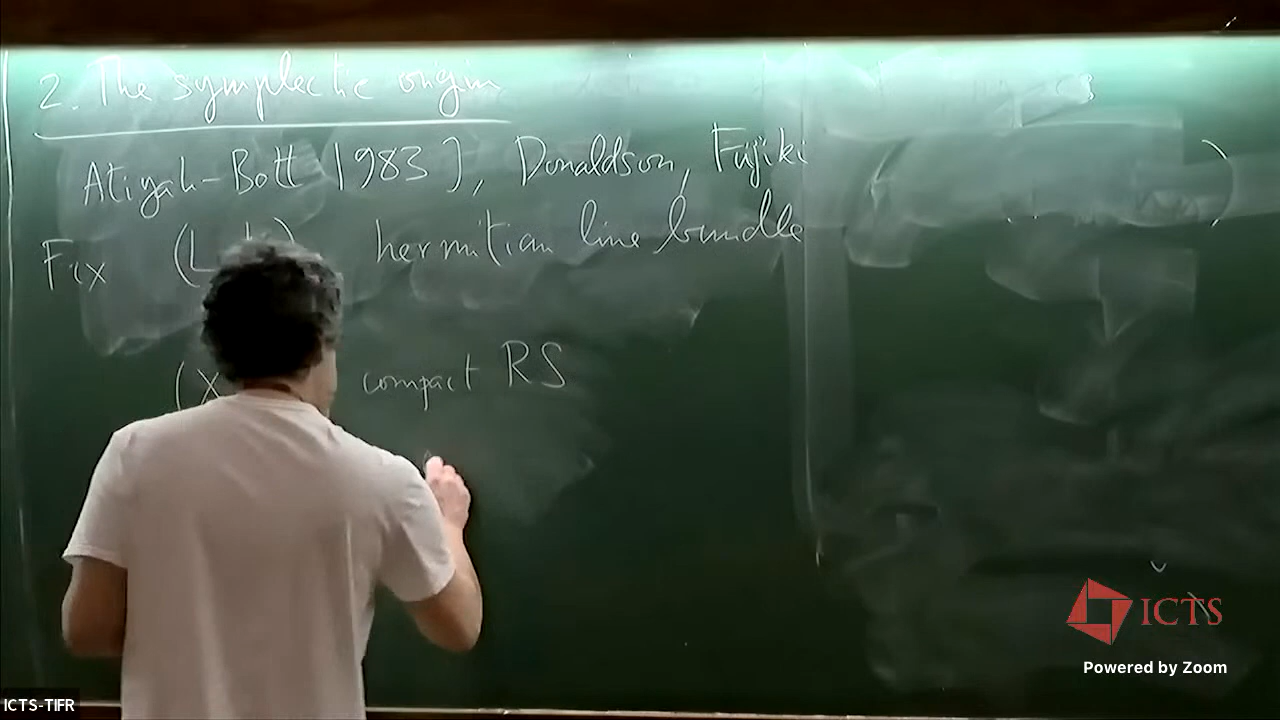 2. The symplectic origin
Atiyah-Bott [1983], Donaldson, Fujiki
Fix (L hermitian line bundle
(X compact RS
ICTS
Powered by Zoom
ICTS-TIFR